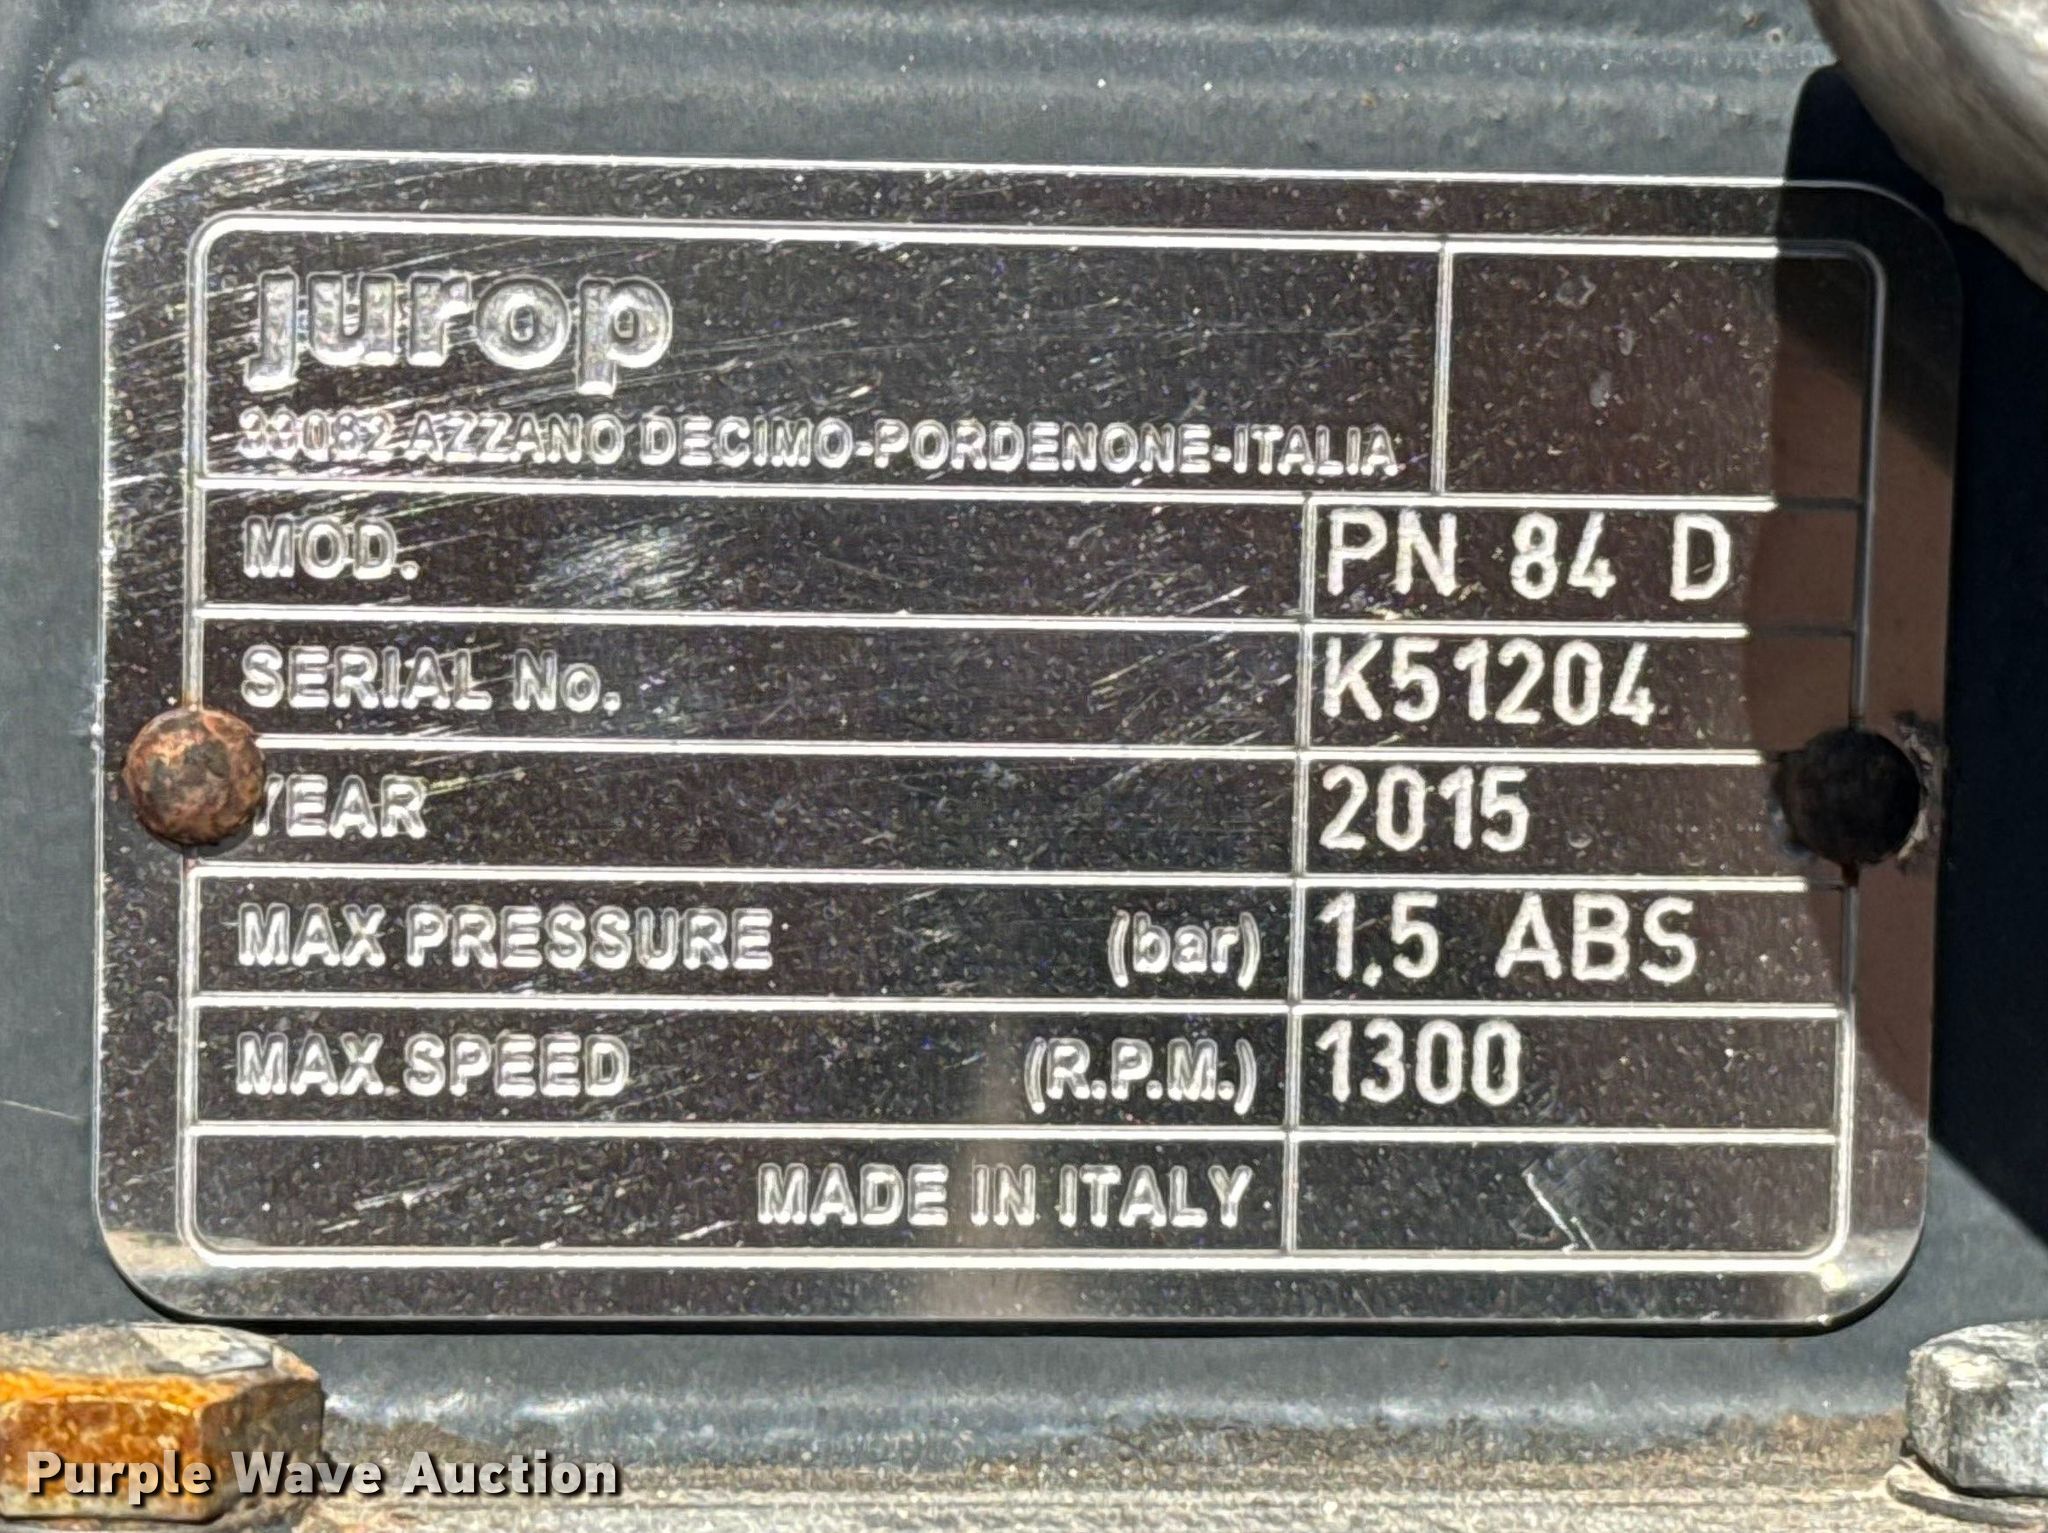 jurop
33082 AZZANO DECIMO-PORDENONE-ITALIA
MOD. PN 84 D
SERIAL No. K51204
YEAR 2015
MAX PRESSURE (bar) 1.5 ABS
MAX SPEED (R.P.M.) 1300
MADE IN ITALY
Purple Wave Auction